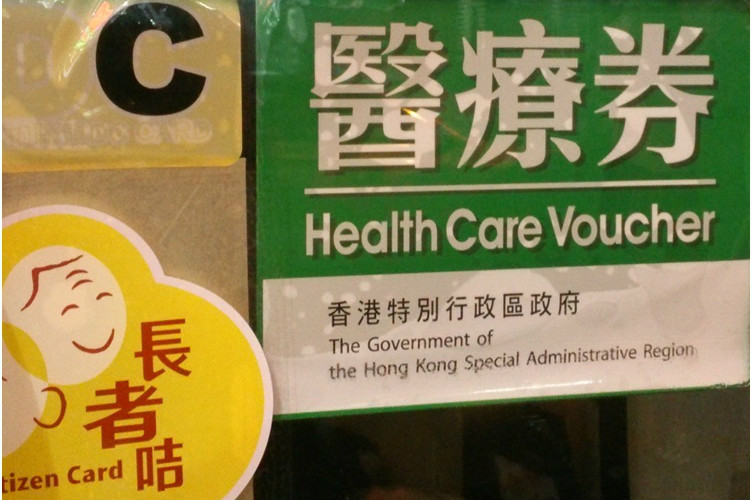 C
醫療券
Health Care Voucher
香港特別行政區政府
The Government of
the Hong Kong Special Administrative Region
長
者
咭
tizen Card